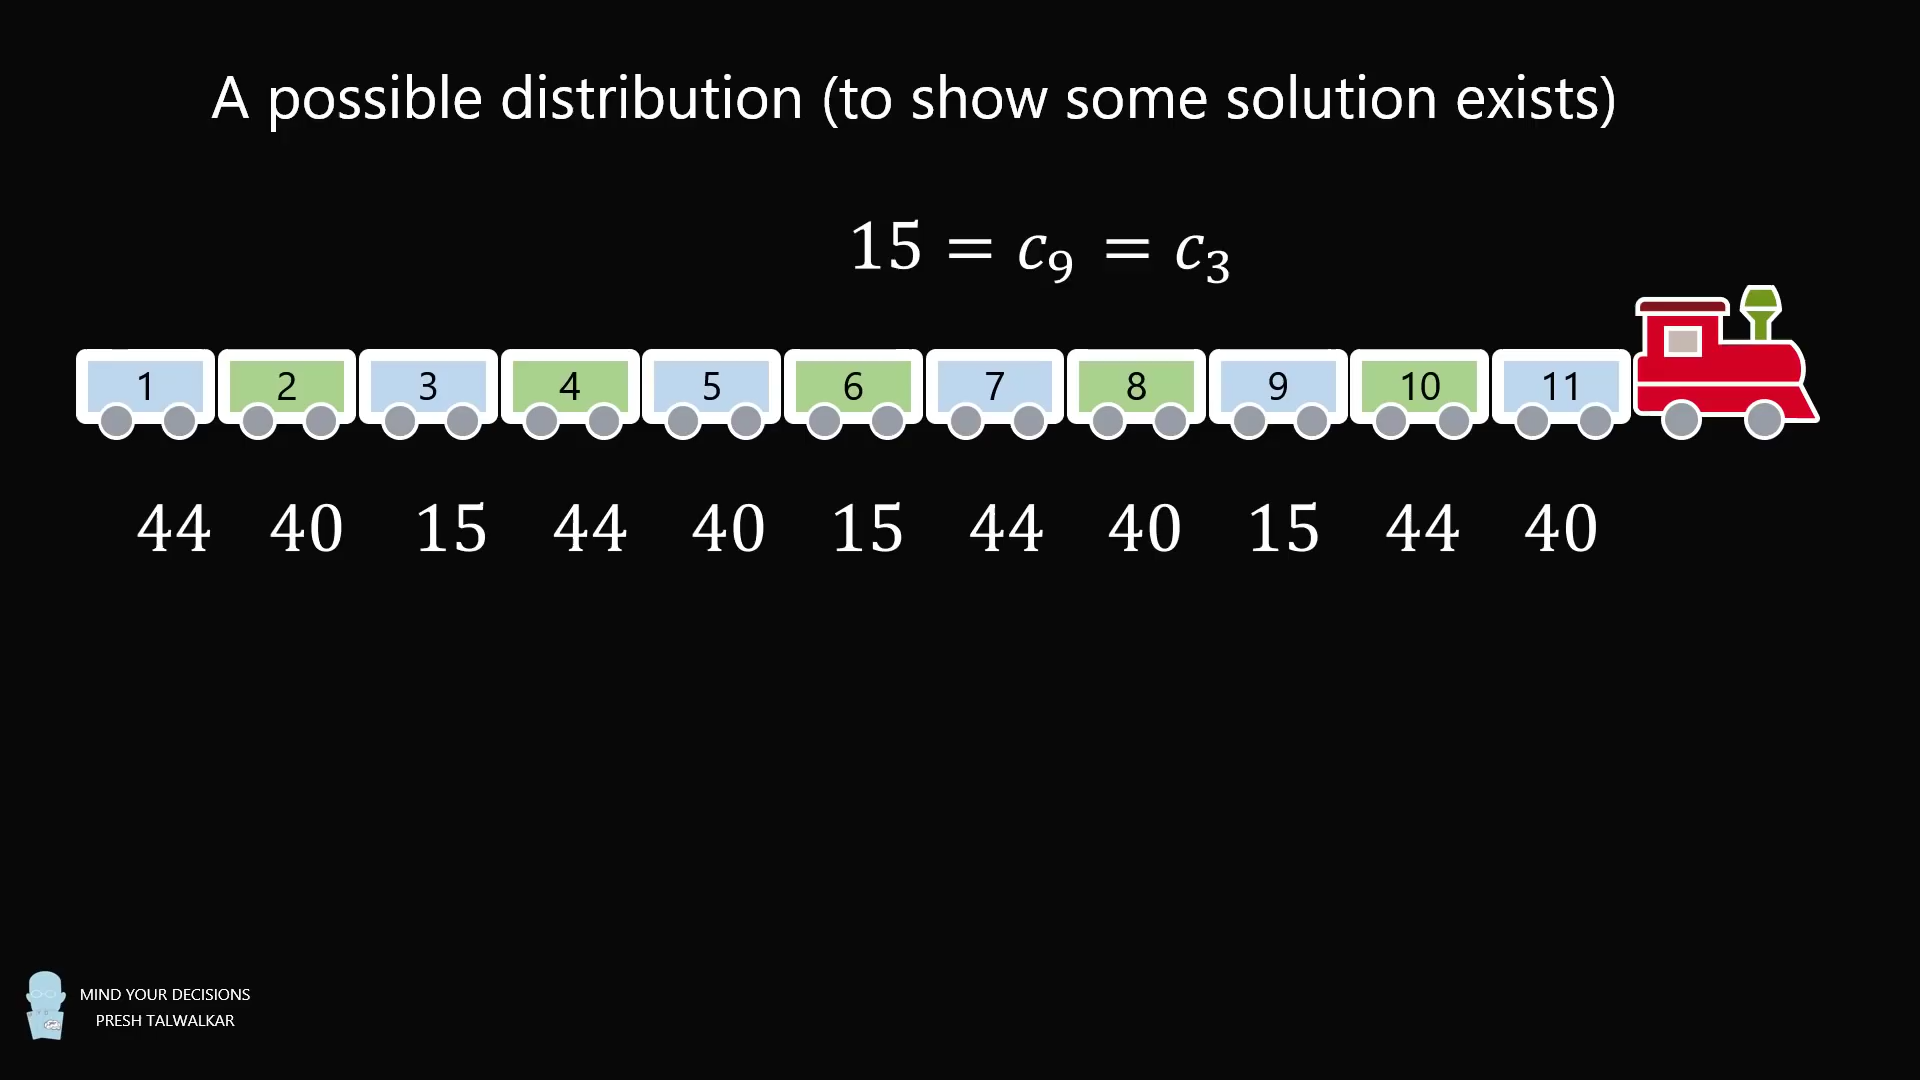 A possible distribution (to show some solution exists)
15 = c₉ = c₃
1 2 3 4 5 6 7 8 9 10 11
44 40 15 44 40 15 44 40 15 44 40
MIND YOUR DECISIONS
PRESH TALWALKAR